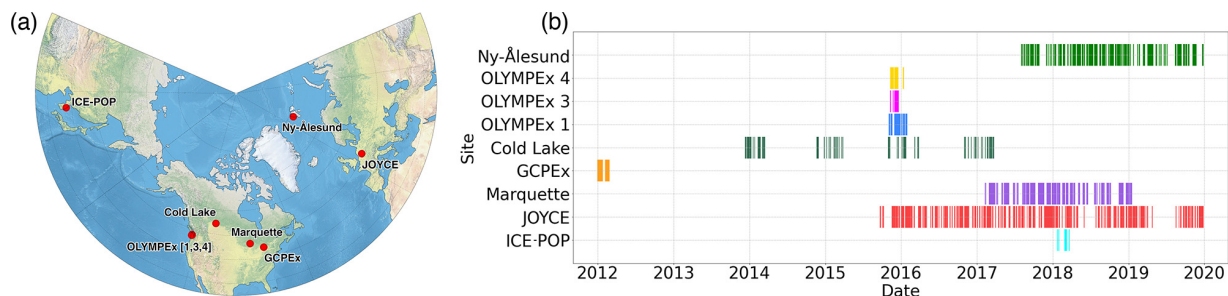 (a)
ICE-POP
Ny-Ålesund
JOYCE
Cold Lake
Marquette
OLYMPEx [1,3,4]
GCPEx
(b)
Site
Ny-Ålesund
OLYMPEx 4
OLYMPEx 3
OLYMPEx 1
Cold Lake
GCPEx
Marquette
JOYCE
ICE-POP
2012 2013 2014 2015 2016 2017 2018 2019 2020
Date